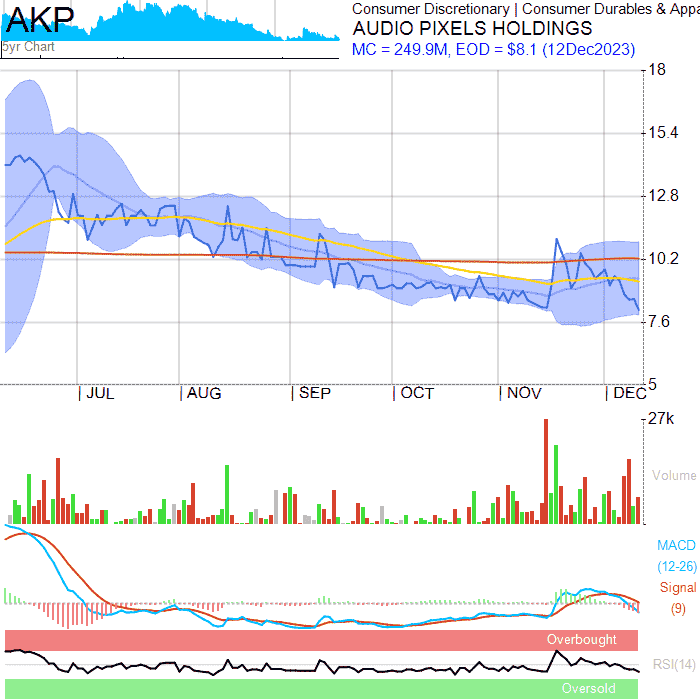 AKP
5yr Chart
Consumer Discretionary | Consumer Durables & Appa
AUDIO PIXELS HOLDINGS
MC = 249.9M, EOD = $8.1 (12Dec2023)
18
15.4
12.8
10.2
7.6
5
| JUL | AUG | SEP | OCT | NOV | DEC
27k
Volume
MACD
(12-26)
Signal
(9)
Overbought
RSI(14)
Oversold